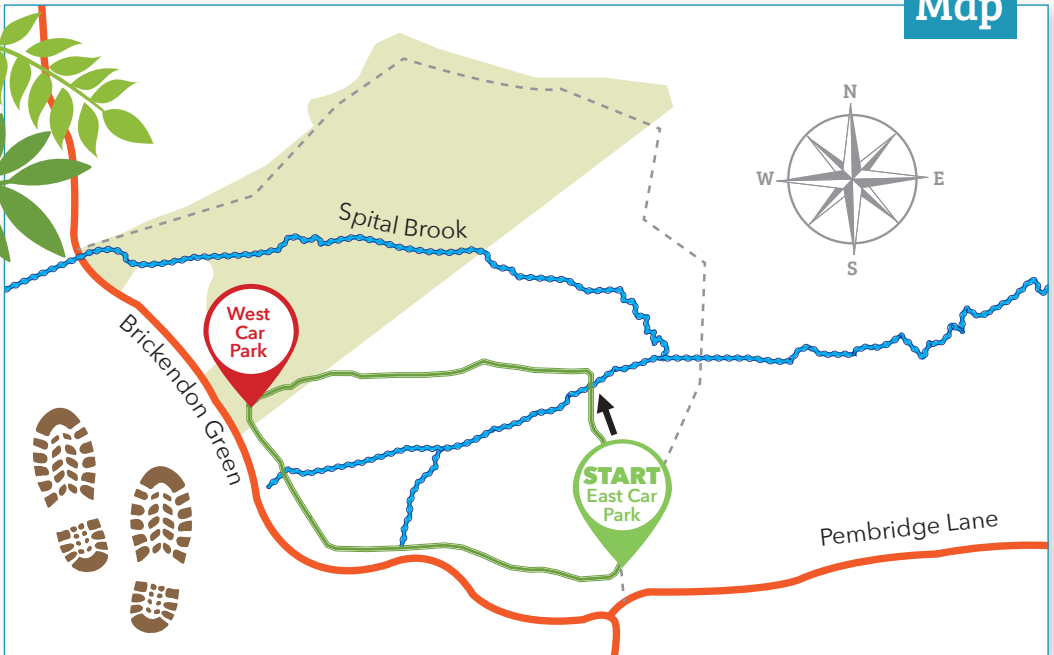 Map
N
W
E
S
Spital Brook
West
Car
Park
Brickendon Green
START
East Car
Park
Pembridge Lane